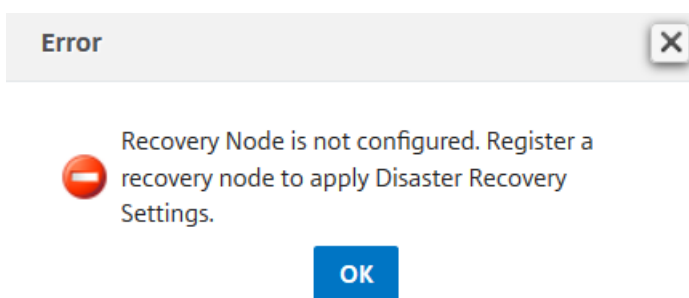 Error
Recovery Node is not configured. Register a
recovery node to apply Disaster Recovery
Settings.
OK